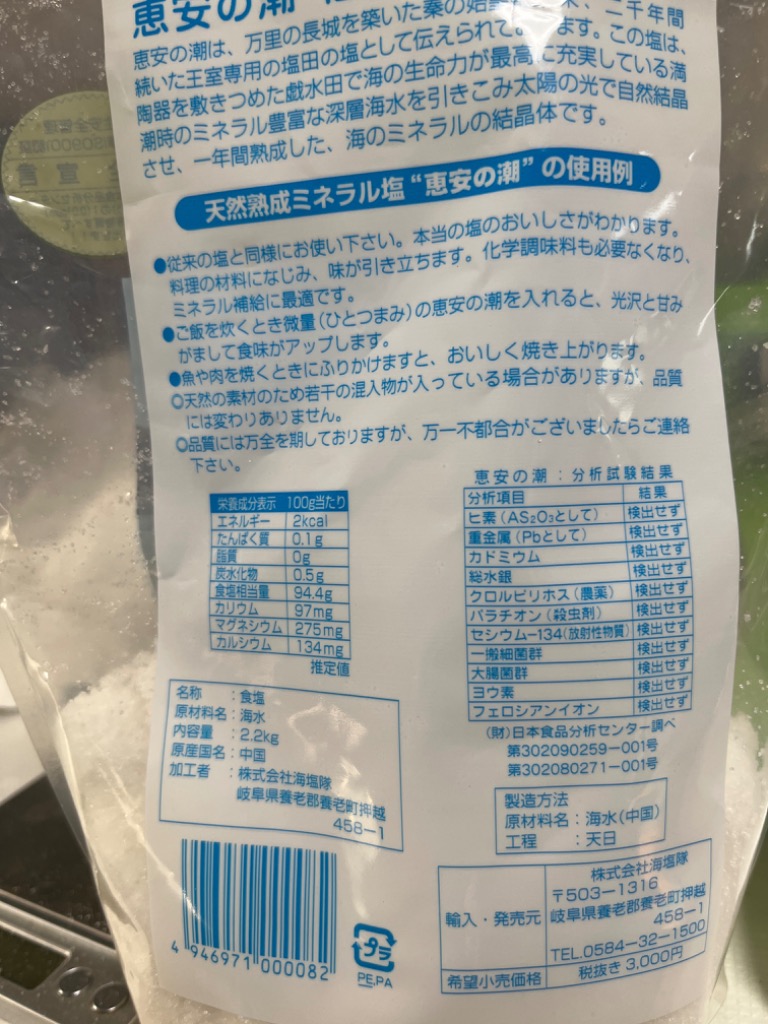 恵安の潮
恵安の潮は、万里の長城を築いた秦の始皇 二千年間
続いた王室専用の塩田の塩として伝えられて ます。この塩は、
陶器を敷きつめた戯水田で海の生命力が最高に充実している満
潮時のミネラル豊富な深層海水を引きこみ太陽の光で自然結晶
させ、一年間熟成した、海のミネラルの結晶体です。
天然熟成ミネラル塩“恵安の潮”の使用例
●従来の塩と同様にお使い下さい。本当の塩のおいしさがわかります。
料理の材料になじみ、味が引き立ちます。化学調味料も必要なくなり、
ミネラル補給に最適です。
●ご飯を炊くとき微量(ひとつまみ)の恵安の潮を入れると、光沢と甘み
がまして食味がアップします。
●魚や肉を焼くときにふりかけますと、おいしく焼き上がります。
◎天然の素材のため若干の混入物が入っている場合がありますが、品質
には変わりありません。
◎品質には万全を期しておりますが、万一不都合がございましたらご連絡
下さい。
栄養成分表示 100g当たり
エネルギー 2kcal
たんぱく質 0.1g
脂質 0g
炭水化物 0.5g
食塩相当量 94.4g
カリウム 97mg
マグネシウム 275mg
カルシウム 134mg
推定値
恵安の潮:分析試験結果
分析項目 結果
ヒ素(AS2O3として) 検出せず
重金属(Pbとして) 検出せず
カドミウム 検出せず
総水銀 検出せず
クロルピリホス(農薬) 検出せず
パラチオン(殺虫剤) 検出せず
セシウム-134(放射性物質) 検出せず
一般細菌群 検出せず
大腸菌群 検出せず
ヨウ素 検出せず
フェロシアンイオン 検出せず
(財)日本食品分析センター調べ
第302090259-001号
第302080271-001号
名称 :食塩
原材料名:海水
内容量 :2.2kg
原産国名:中国
加工者 :株式会社海塩隊
岐阜県養老郡養老町押越
458-1
製造方法
原材料名:海水(中国)
工程 :天日
輸入・発売元
株式会社海塩隊
〒503-1316
岐阜県養老郡養老町押越
458-1
TEL.0584-32-1500
希望小売価格 税抜き3,000円
4 946971 000082
プラ
PE,PA